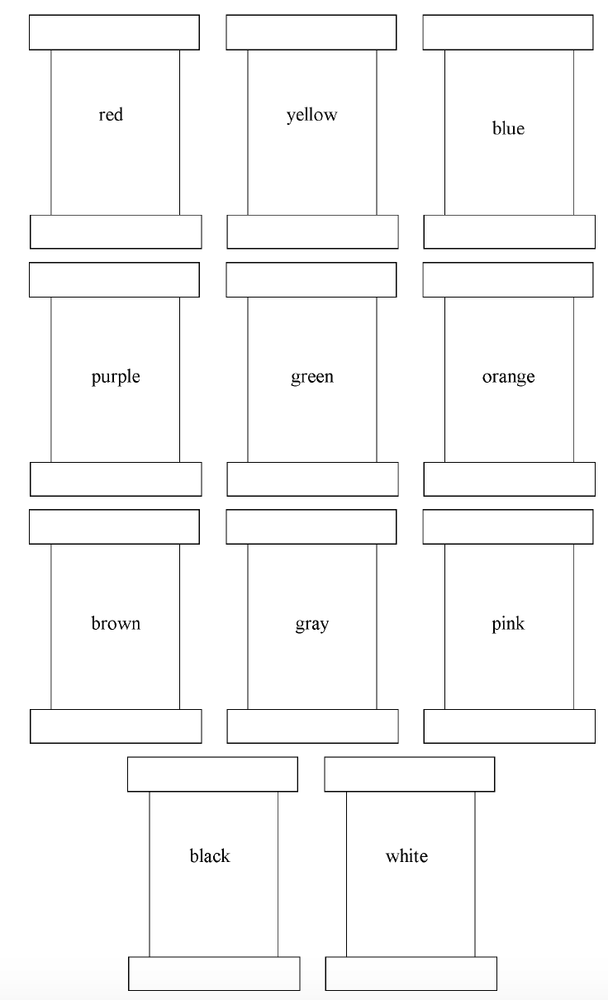 red
yellow
blue
purple
green
orange
brown
gray
pink
black
white